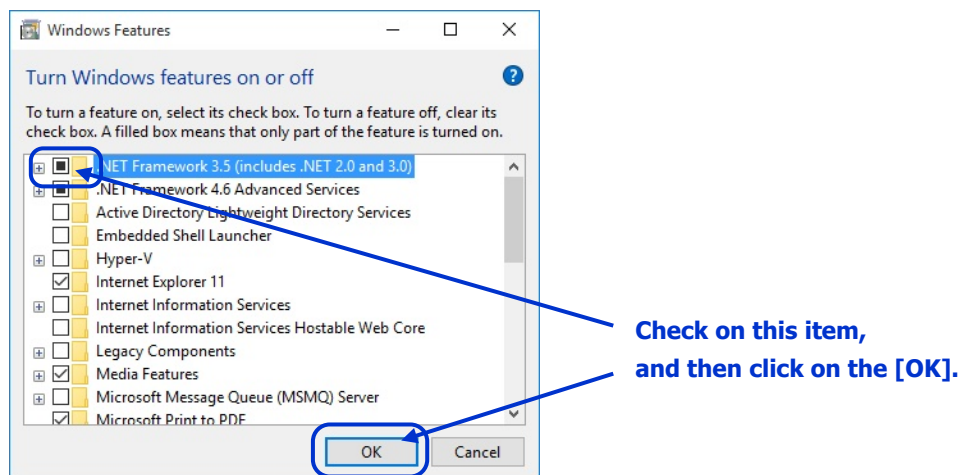 Windows Features
Turn Windows features on or off
?
To turn a feature on, select its check box. To turn a feature off, clear its
check box. A filled box means that only part of the feature is turned on.
.NET Framework 3.5 (includes .NET 2.0 and 3.0)
.NET Framework 4.6 Advanced Services
Active Directory Lightweight Directory Services
Embedded Shell Launcher
Hyper-V
Internet Explorer 11
Internet Information Services
Internet Information Services Hostable Web Core
Legacy Components
Media Features
Microsoft Message Queue (MSMQ) Server
Microsoft Print to PDF
OK
Cancel
Check on this item,
and then click on the [OK].